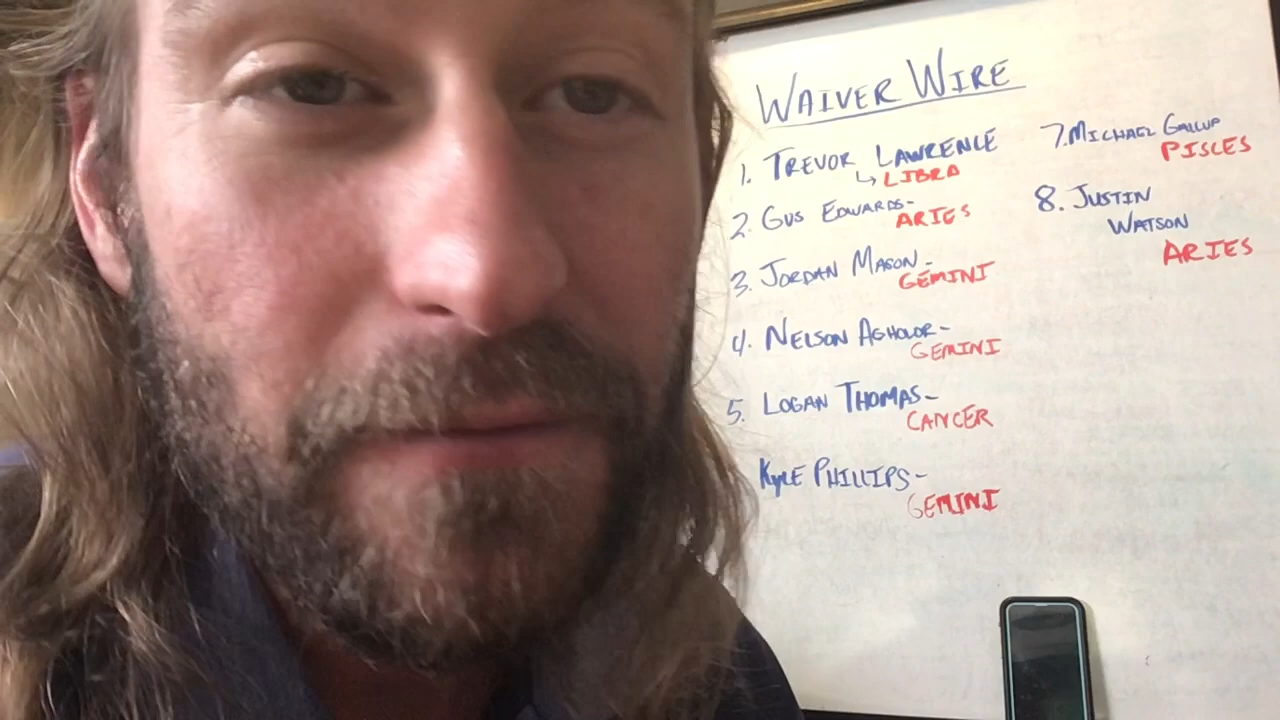 WAIVER WIRE
1. TREVOR LAWRENCE
↳ LIBRA
2. GUS EDWARDS-
ARIES
3. JORDAN MASON-
GEMINI
4. NELSON AGHOLOR-
GEMINI
5. LOGAN THOMAS-
CANCER
KYLE PHILLIPS-
GEMINI
7. MICHAEL GALLUP
PISCES
8. JUSTIN
WATSON
ARIES